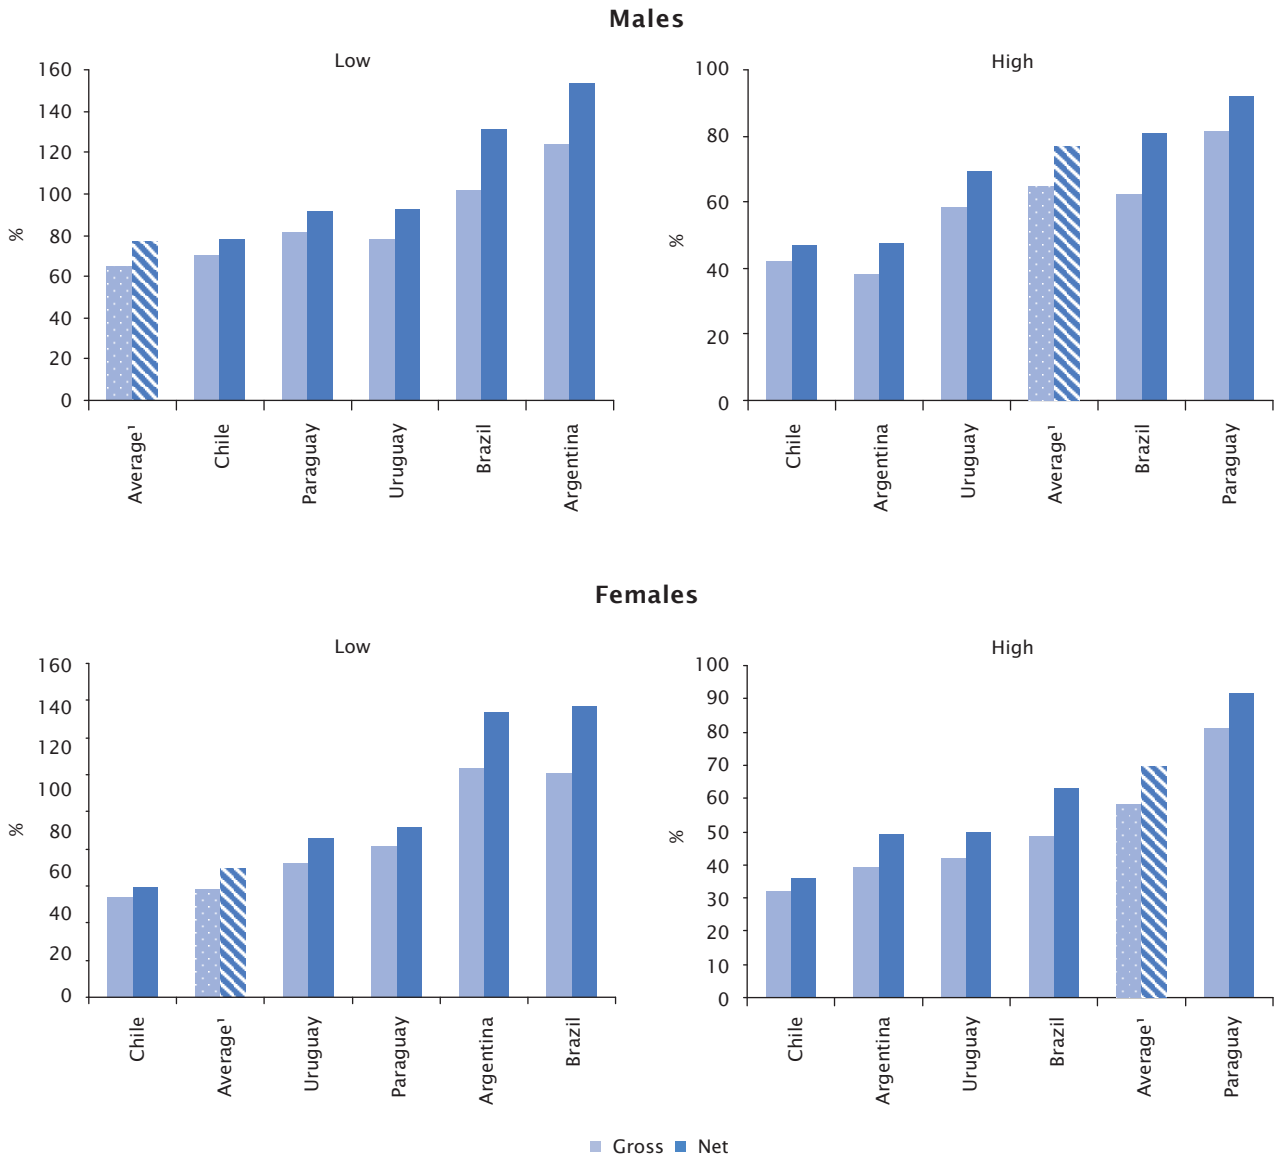 Males
Low
160
140
120
100
80
60
40
20
0
%
Average¹
Chile
Paraguay
Uruguay
Brazil
Argentina
High
100
80
60
40
20
0
%
Chile
Argentina
Uruguay
Average¹
Brazil
Paraguay
Females
Low
160
140
120
100
80
60
40
20
0
%
Chile
Average¹
Uruguay
Paraguay
Argentina
Brazil
High
100
90
80
70
60
50
40
30
20
10
0
%
Chile
Argentina
Uruguay
Brazil
Average¹
Paraguay
Gross Net